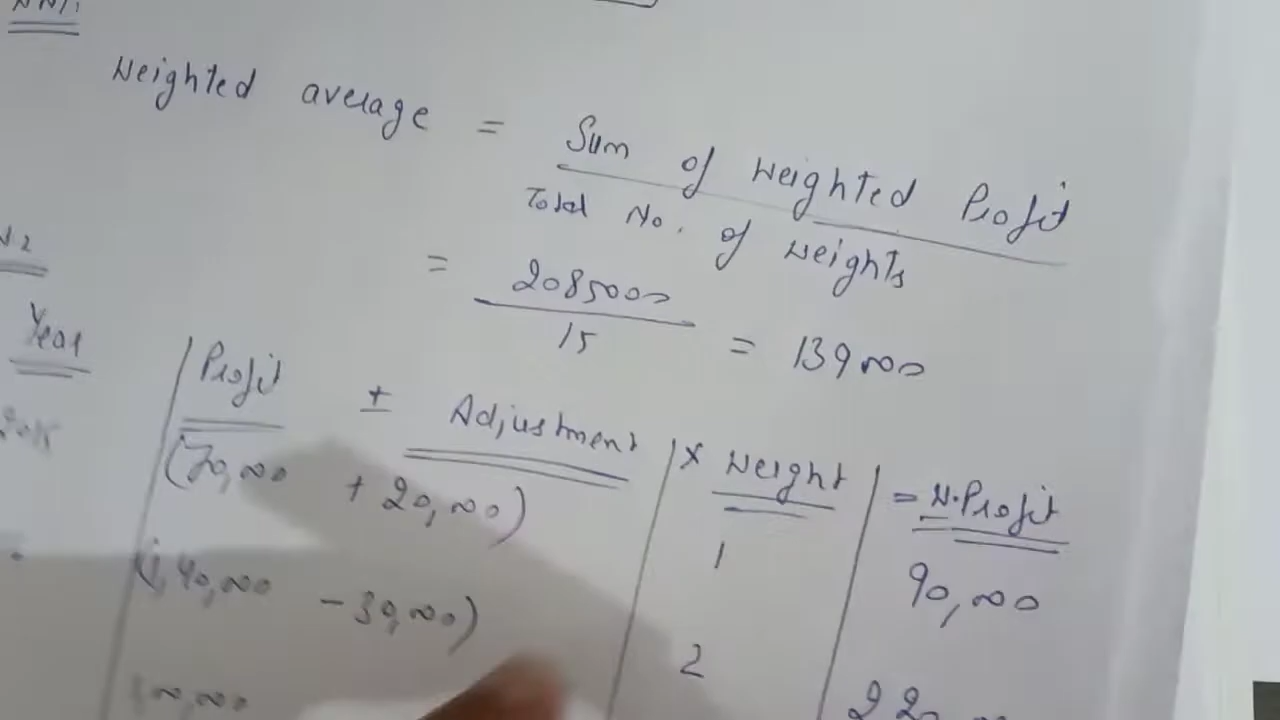 Weighted average = Sum of Weighted Profit
Total No. of Weights
= 2085000
15
= 139000
Year | Profit ± Adjustment | x Weight | = W.Profit
(70,000 + 20,000) 1 90,000
(1,40,000 - 30,000) 2